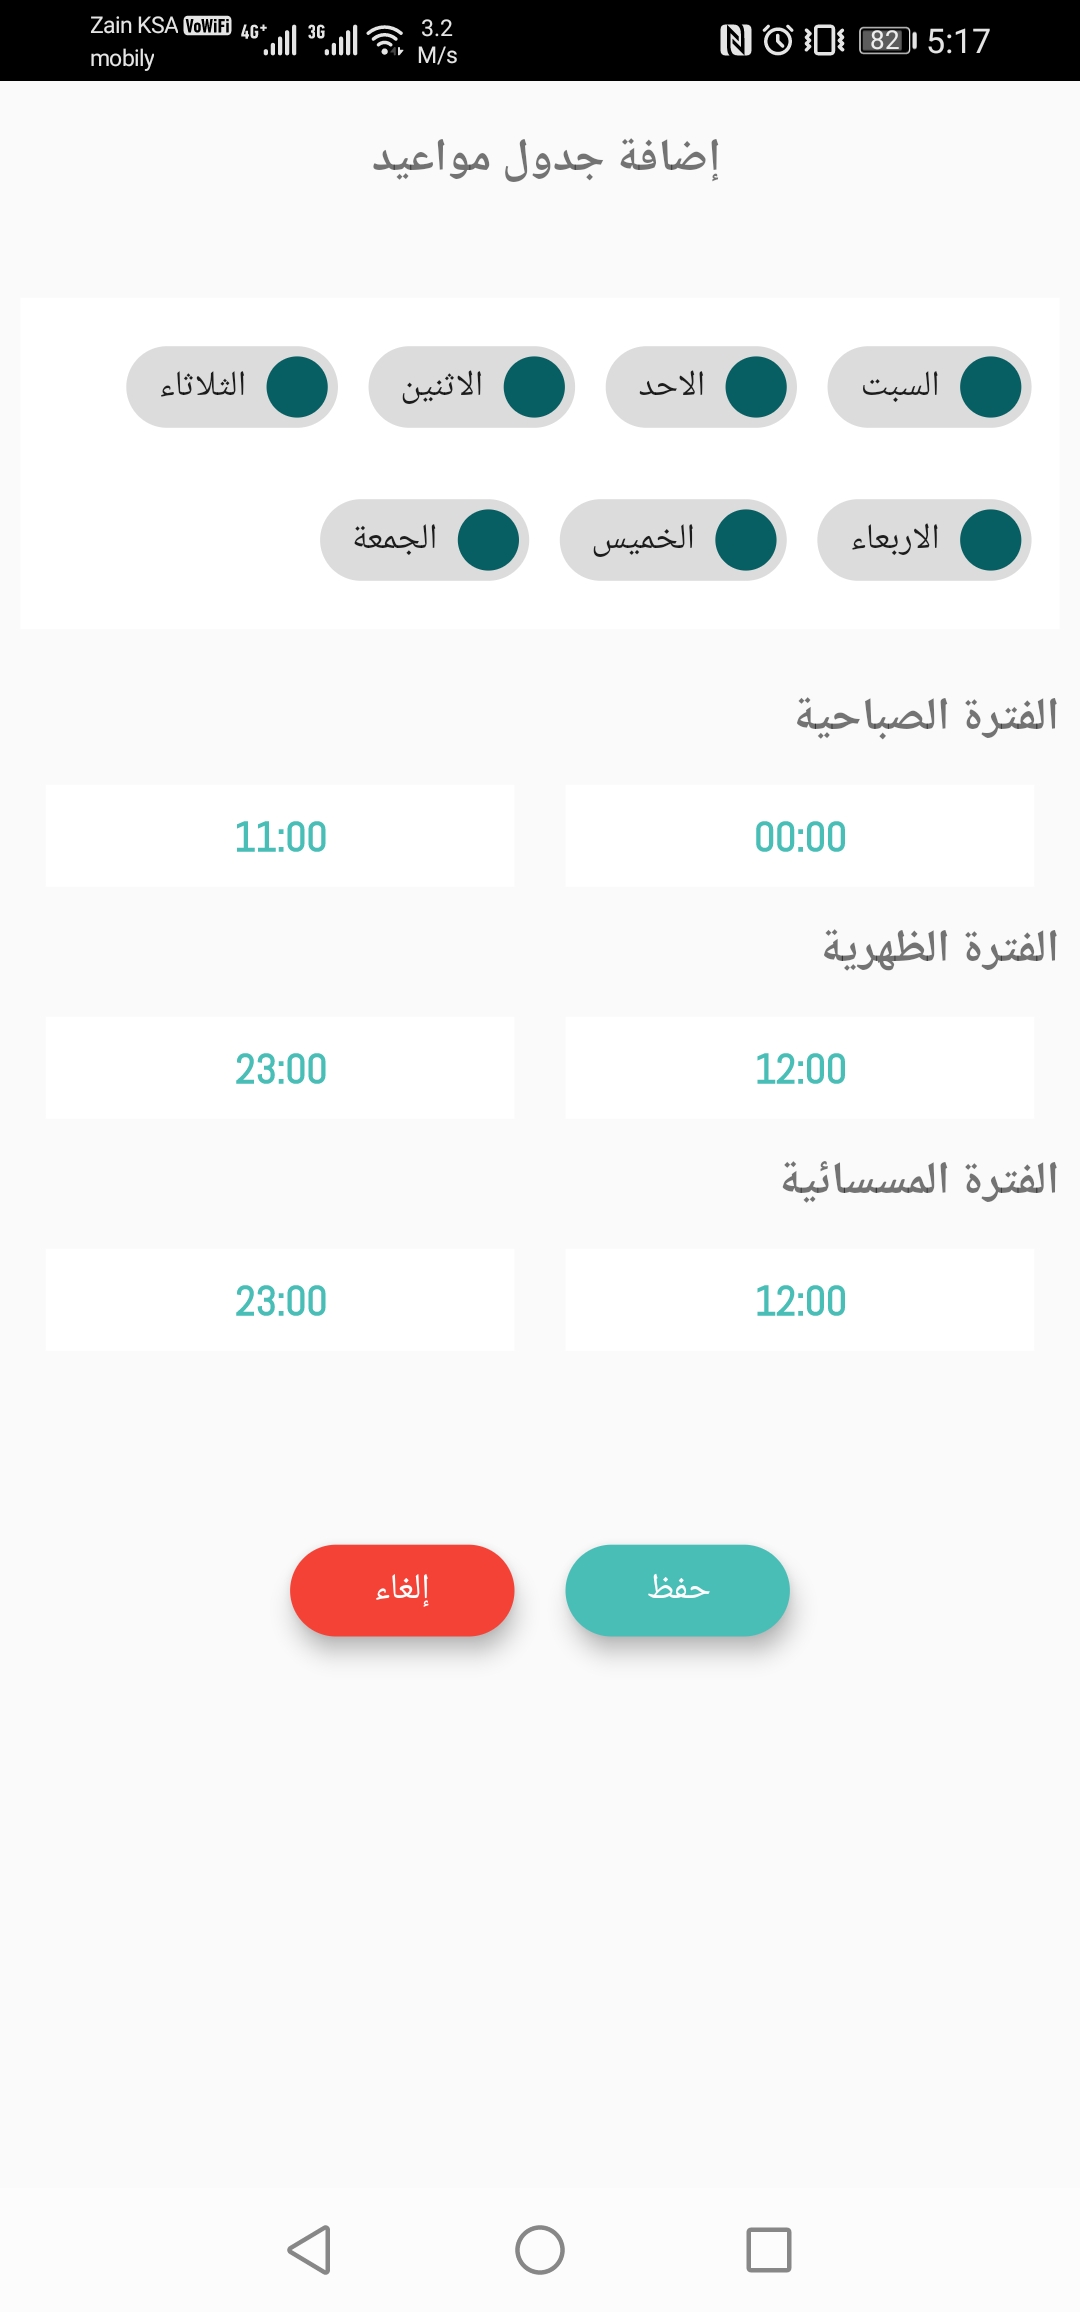 Zain KSA VoWiFi 4G+ 3G 3.2 M/s 82 5:17
mobily
إضافة جدول مواعيد
السبت الاحد الاثنين الثلاثاء
الاربعاء الخميس الجمعة
الفترة الصباحية
00:00 11:00
الفترة الظهرية
12:00 23:00
الفترة المسسائية
12:00 23:00
حفظ إلغاء